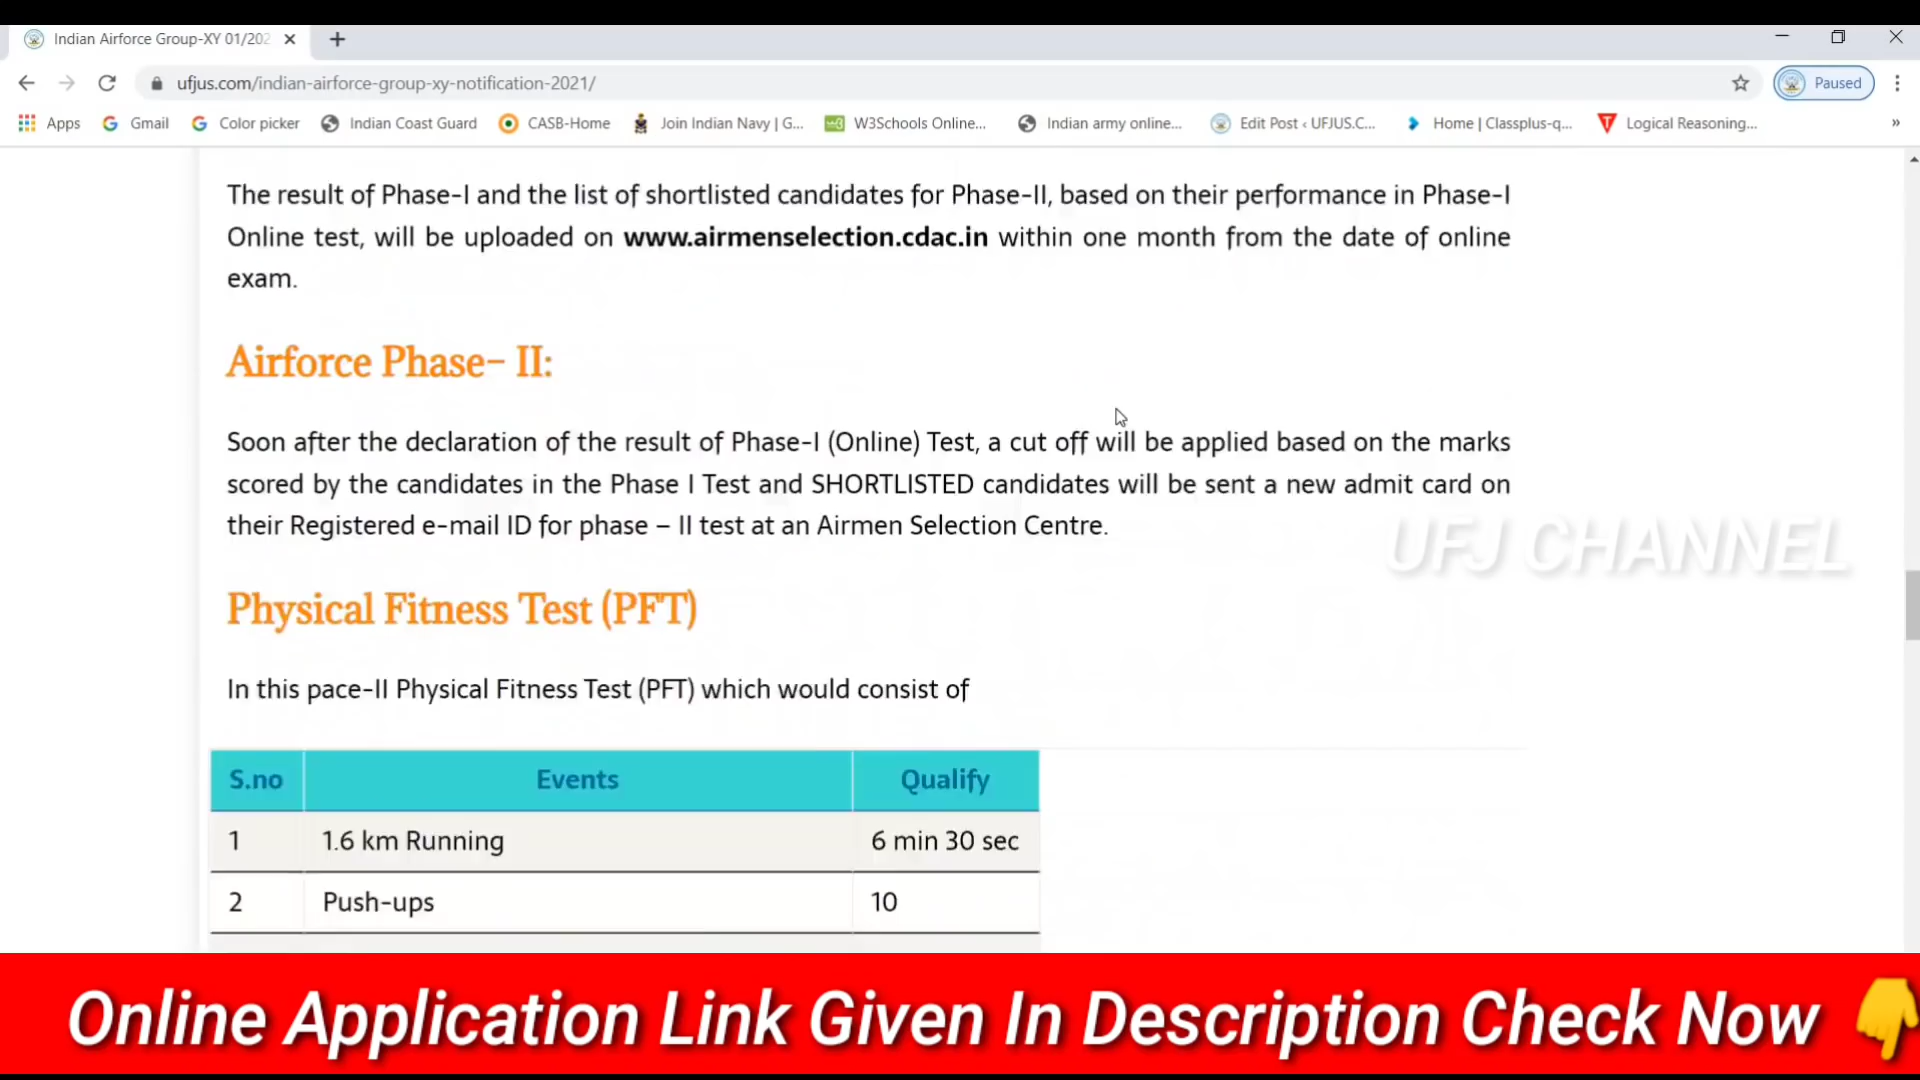 Indian Airforce Group-XY 01/202
ufjus.com/indian-airforce-group-xy-notification-2021/
Paused
Apps
Gmail
Color picker
Indian Coast Guard
CASB-Home
Join Indian Navy | G...
W3Schools Online...
Indian army online...
Edit Post ‹ UFJUS.C...
Home | Classplus-q...
Logical Reasoning...
The result of Phase-I and the list of shortlisted candidates for Phase-II, based on their performance in Phase-I
Online test, will be uploaded on www.airmenselection.cdac.in within one month from the date of online
exam.
Airforce Phase– II:
Soon after the declaration of the result of Phase-I (Online) Test, a cut off will be applied based on the marks
scored by the candidates in the Phase I Test and SHORTLISTED candidates will be sent a new admit card on
their Registered e-mail ID for phase – II test at an Airmen Selection Centre.
UFJ CHANNEL
Physical Fitness Test (PFT)
In this pace-II Physical Fitness Test (PFT) which would consist of
S.no Events Qualify
1 1.6 km Running 6 min 30 sec
2 Push-ups 10
Online Application Link Given In Description Check Now